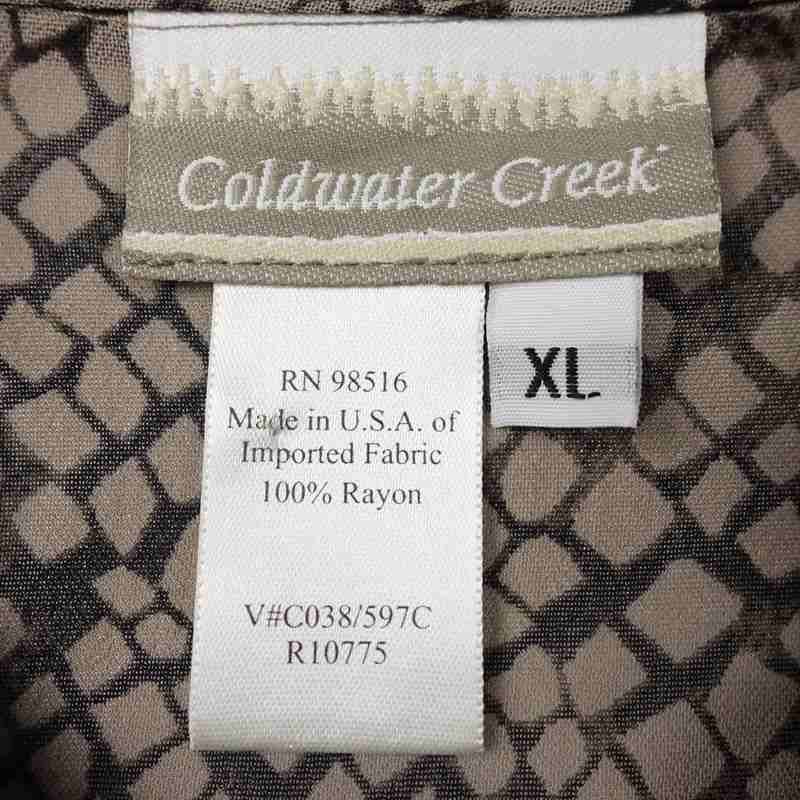 Coldwater Creek
XL
RN 98516
Made in U.S.A. of
Imported Fabric
100% Rayon
V#C038/597C
R10775